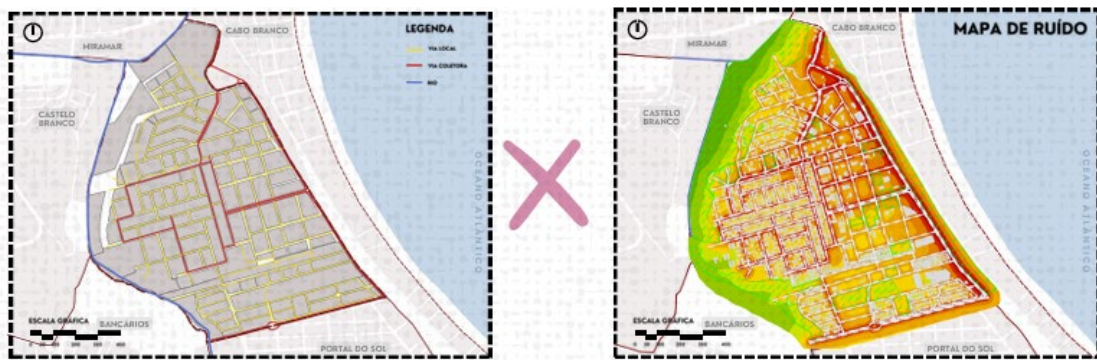 LEGENDA
VIA LOCAL
VIA COLETORA
RIO
CABO BRANCO
MIRAMAR
CASTELO
BRANCO
OCEANO ATLÂNTICO
ESCALA GRÁFICA
BANCÁRIOS
PORTAL DO SOL
MAPA DE RUÍDO
CABO BRANCO
MIRAMAR
CASTELO
BRANCO
OCEANO ATLÂNTICO
ESCALA GRÁFICA
BANCÁRIOS
PORTAL DO SOL